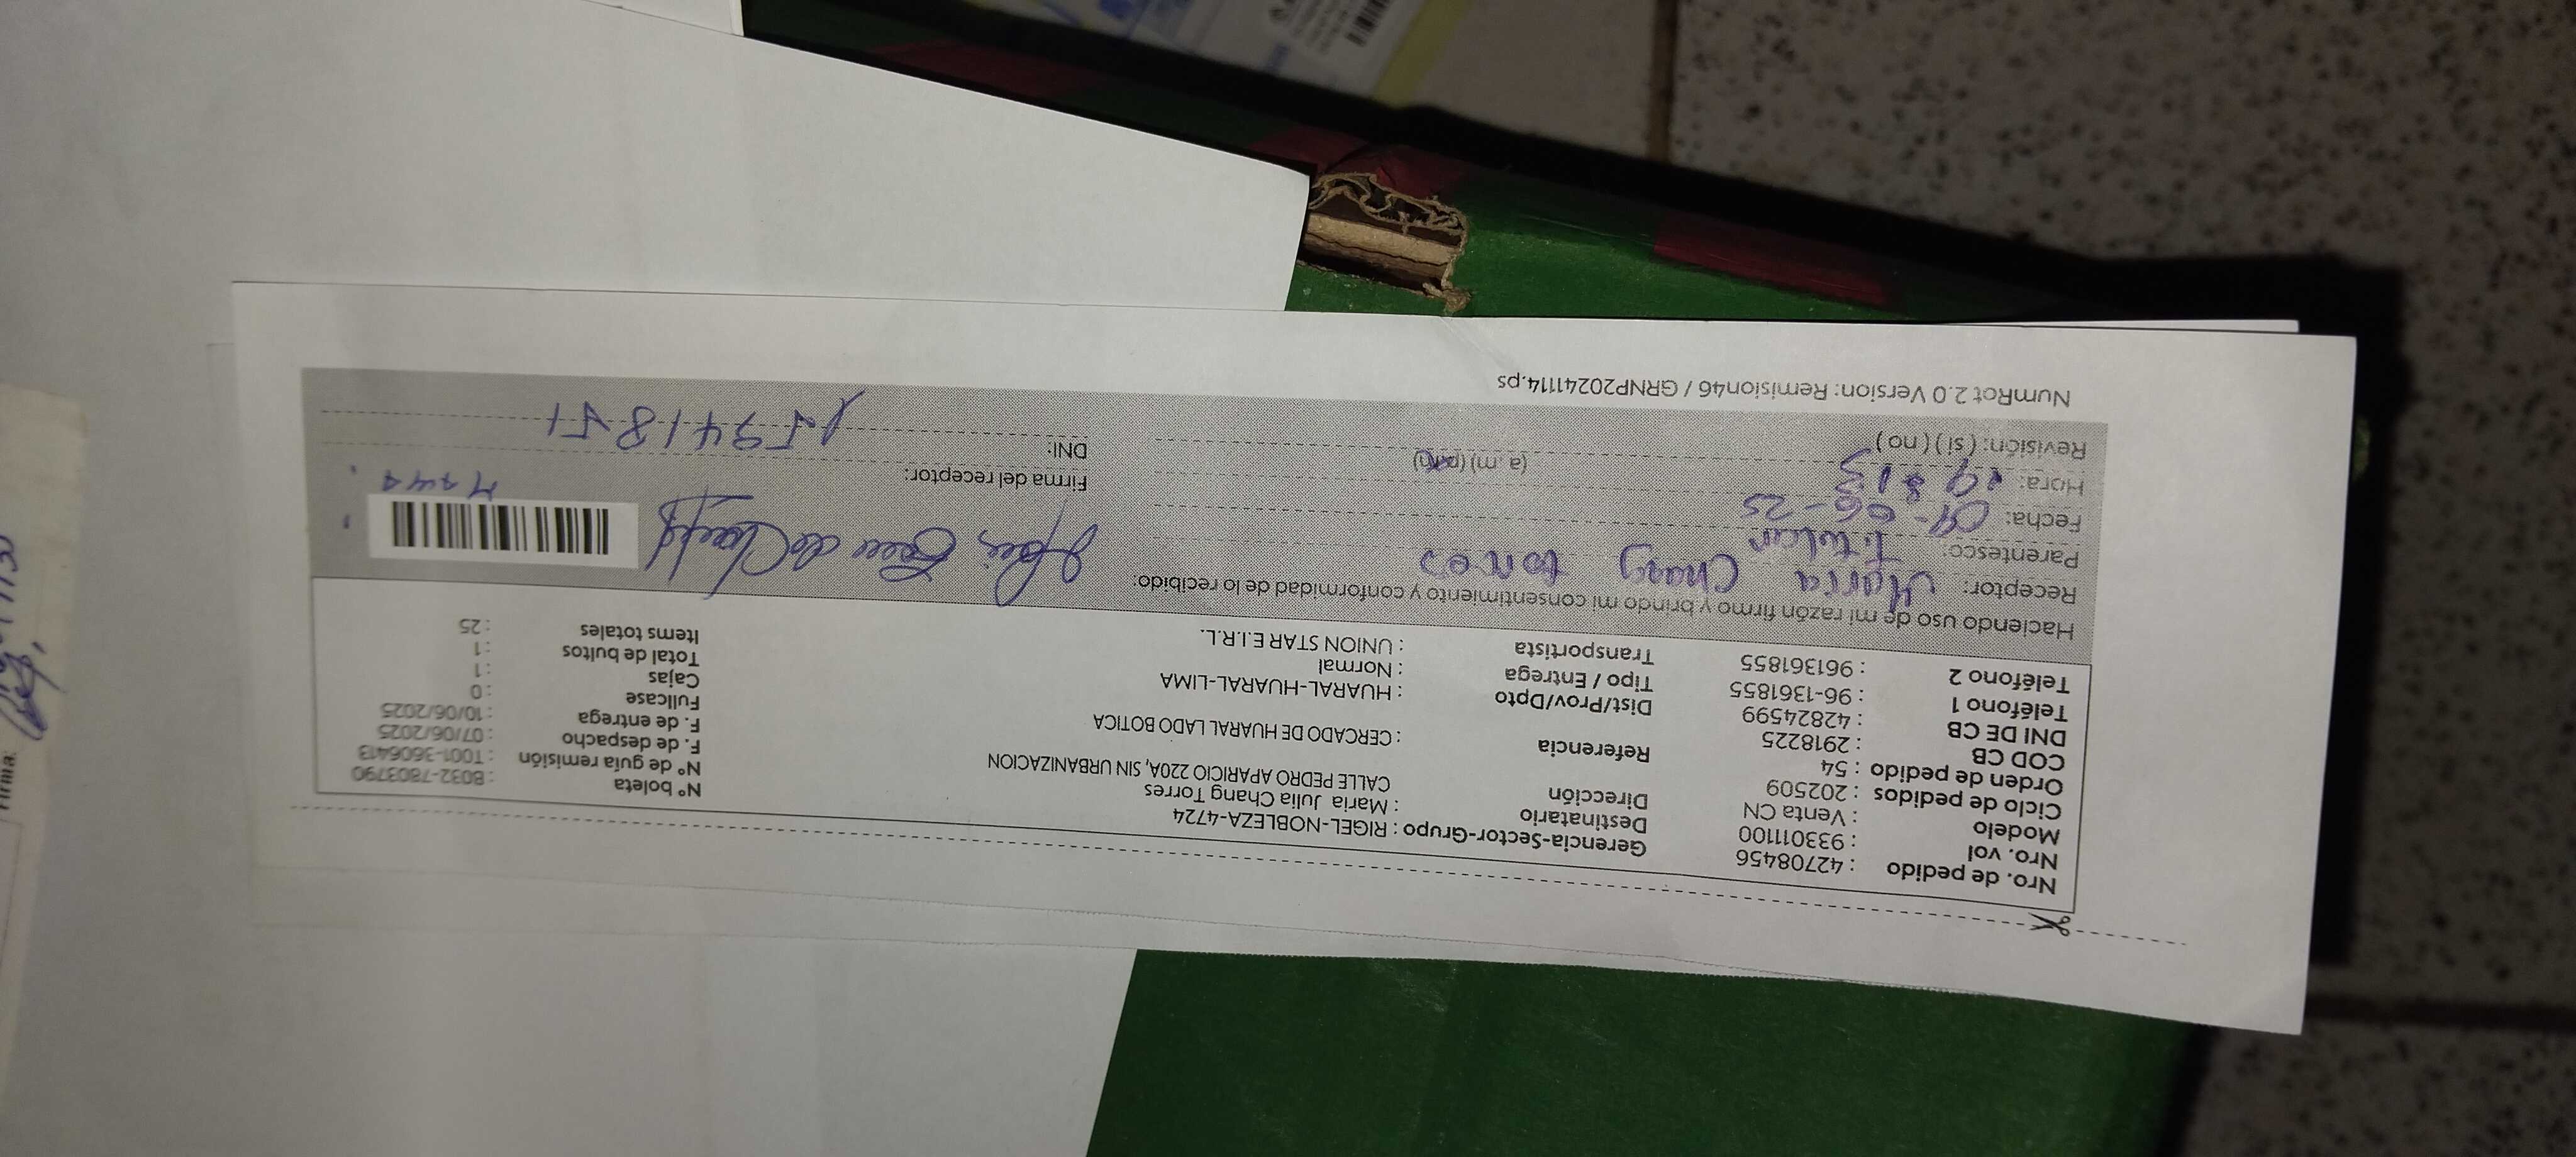 Nro. de pedido : 42708456
Nro. vol : 933011100
Modelo : Venta CN
Ciclo de pedidos : 202509
Orden de pedido : 54
COD CB : 2918225
DNI DE CB : 42824599
Teléfono 1 : 96-1361855
Teléfono 2 : 961361855
Gerencia-Sector-Grupo : RIGEL-NOBLEZA-4724
Destinatario : Maria Julia Chang Torres
Dirección CALLE PEDRO APARICIO 220A, SIN URBANIZACION
Referencia : CERCADO DE HUARAL LADO BOTICA
Dist/Prov/Dpto : HUARAL-HUARAL-LIMA
Tipo / Entrega : Normal
Transportista : UNION STAR E.I.R.L.
N° boleta : B032-7803790
N° de guía remisión : T001-3606413
F. de despacho : 07/06/2025
F. de entrega : 10/06/2025
Fullcase : 0
Cajas : 1
Total de bultos : 1
Items totales : 25
Haciendo uso de mi razón firmo y brindo mi consentimiento y conformidad de lo recibido:
Receptor: Maria Chang torres
Parentesco: titular
Fecha: 09-06-25
Hora: (a. m) (p.m)
Revisión: ( si ) ( no )
Firma del receptor:
DNI: 15941851
NumRot 2.0 Version: Remision46 / GRNP20241114.ps
Firma: